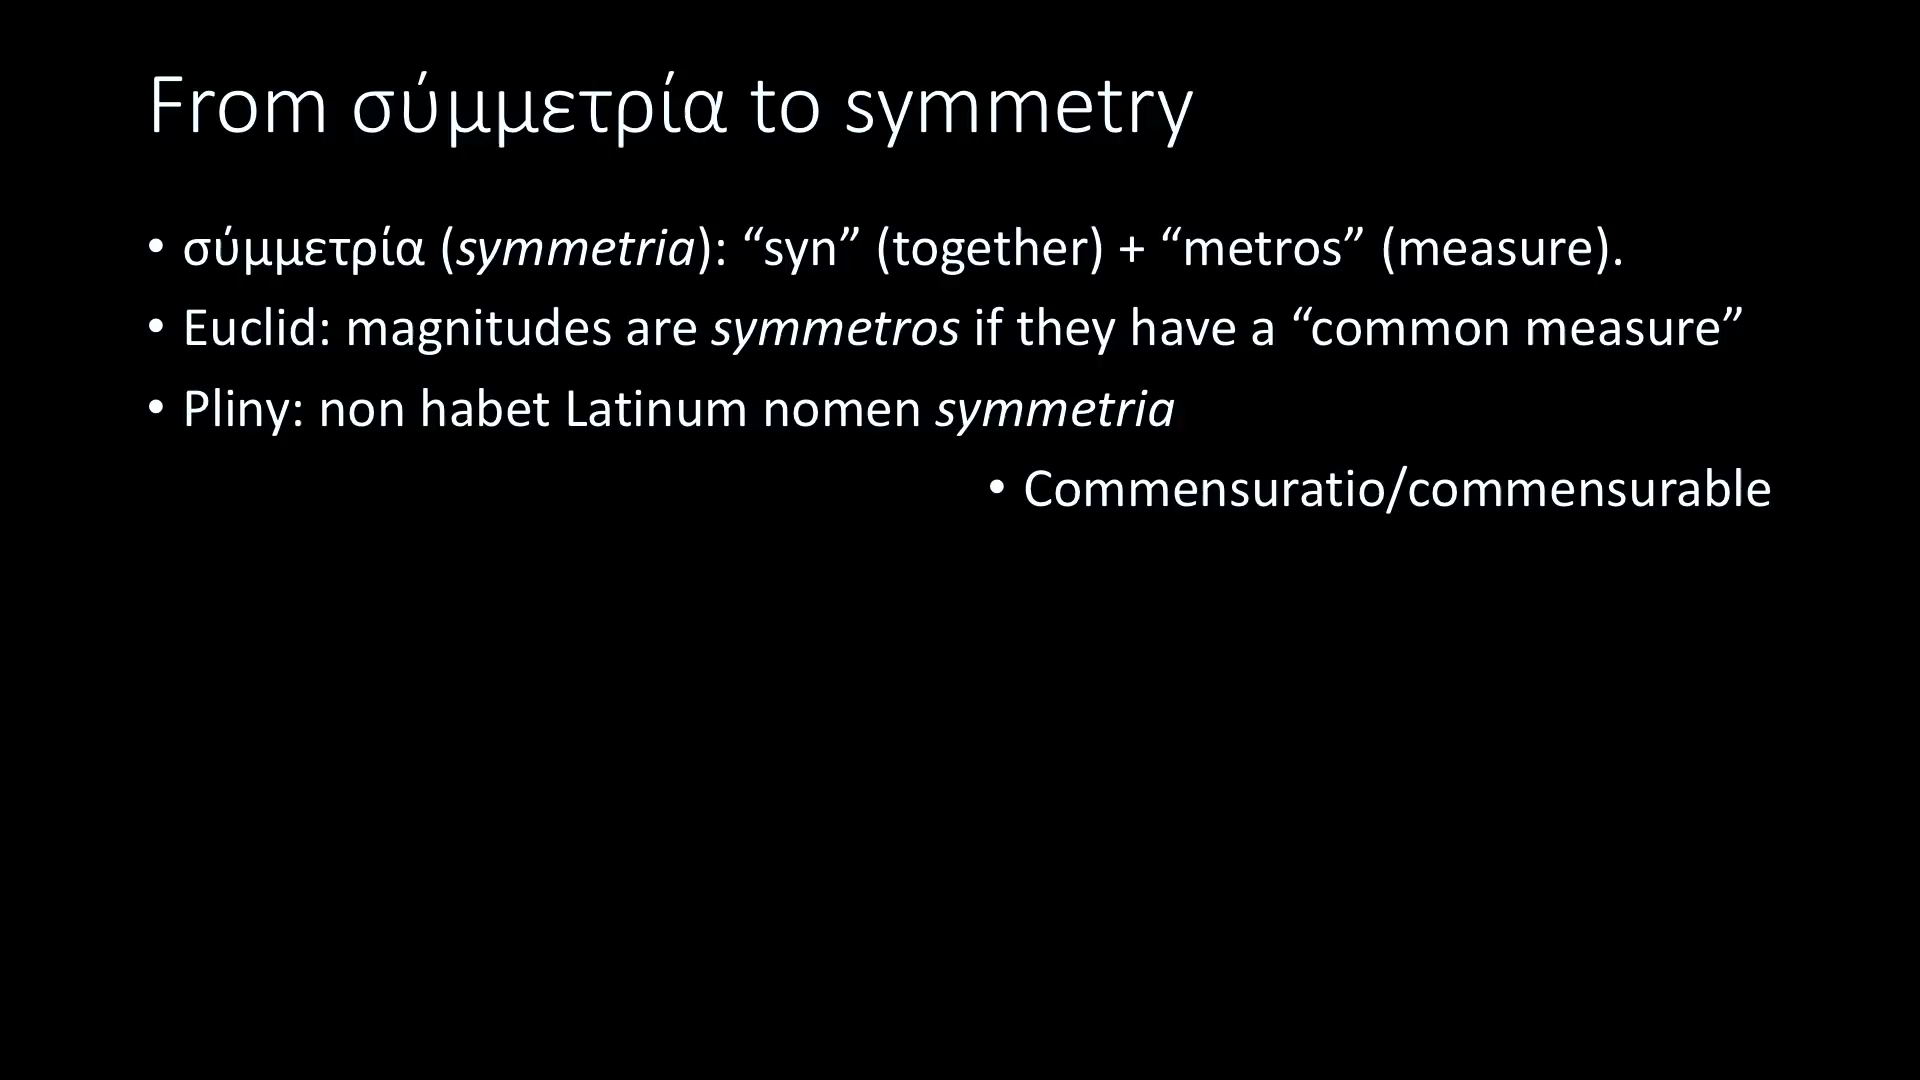 From σύμμετρία to symmetry
• σύμμετρία (symmetria): “syn” (together) + “metros” (measure).
• Euclid: magnitudes are symmetros if they have a “common measure”
• Pliny: non habet Latinum nomen symmetria
• Commensuratio/commensurable